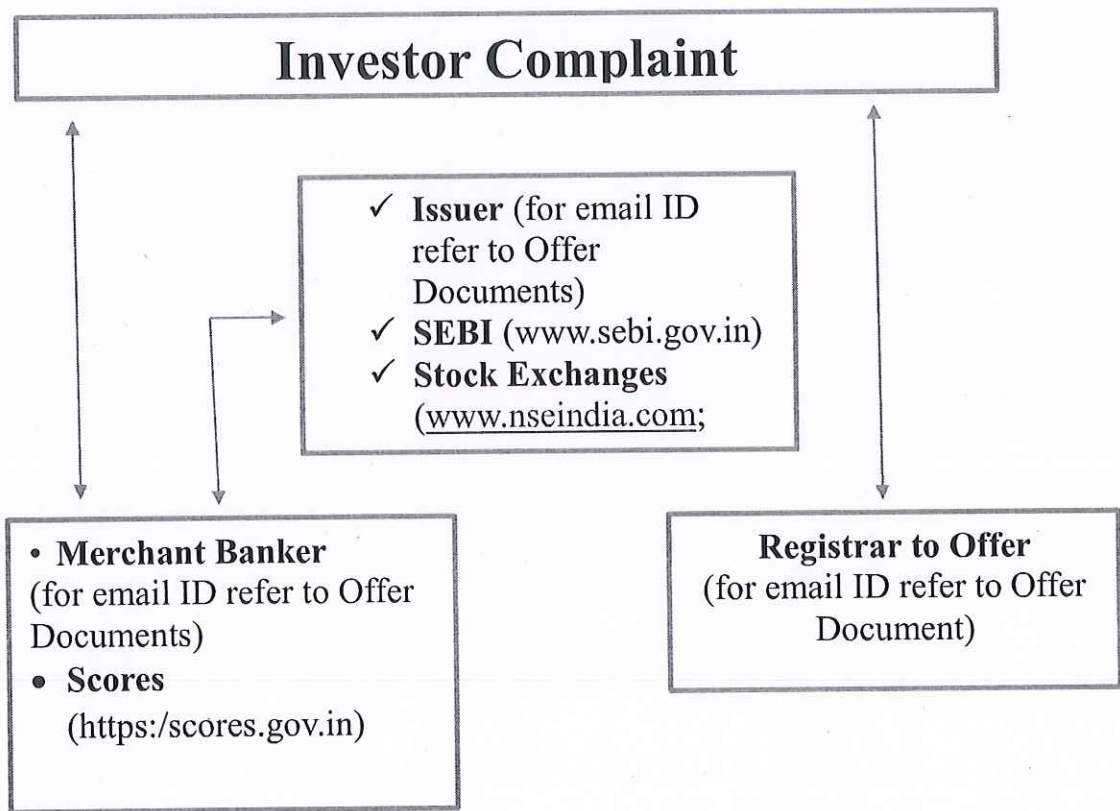 Investor Complaint
✓ Issuer (for email ID
refer to Offer
Documents)
✓ SEBI (www.sebi.gov.in)
✓ Stock Exchanges
(www.nseindia.com;
• Merchant Banker
(for email ID refer to Offer
Documents)
• Scores
(https:/scores.gov.in)
Registrar to Offer
(for email ID refer to Offer
Document)